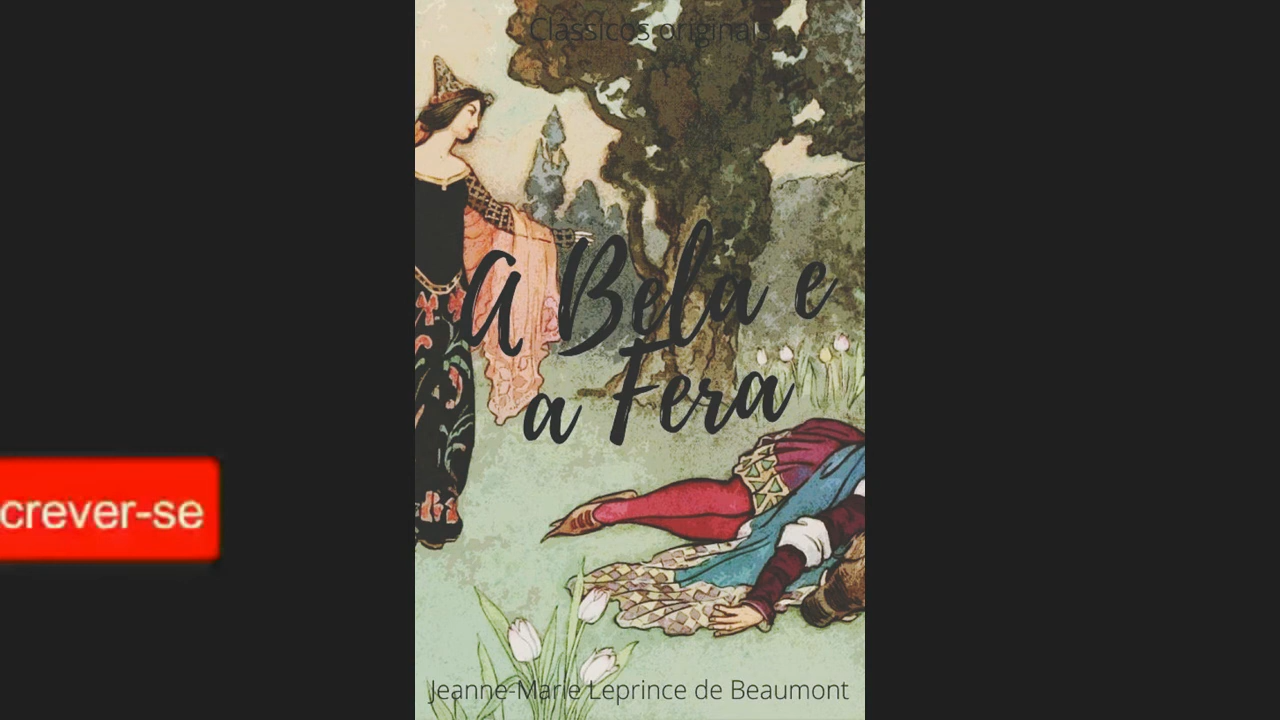 Clássicos originais
A Bela e
a Fera
crever-se
Jeanne-Marie Leprince de Beaumont